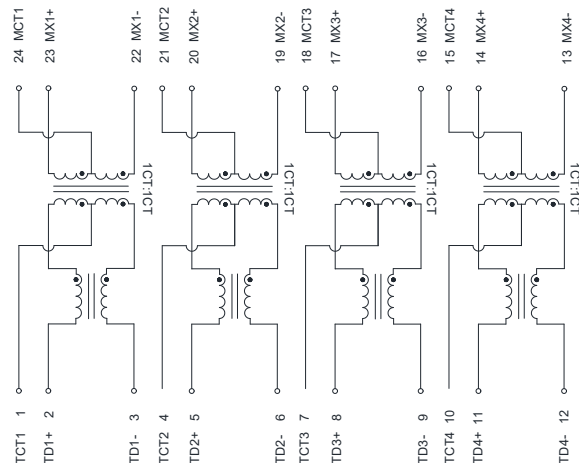 24 MCT1
23 MX1+
22 MX1-
21 MCT2
20 MX2+
19 MX2-
18 MCT3
17 MX3+
16 MX3-
15 MCT4
14 MX4+
13 MX4-
1CT:1CT
1CT:1CT
1CT:1CT
1CT:1CT
TCT1 1
TD1+ 2
TD1- 3
TCT2 4
TD2+ 5
TD2- 6
TCT3 7
TD3+ 8
TD3- 9
TCT4 10
TD4+ 11
TD4- 12